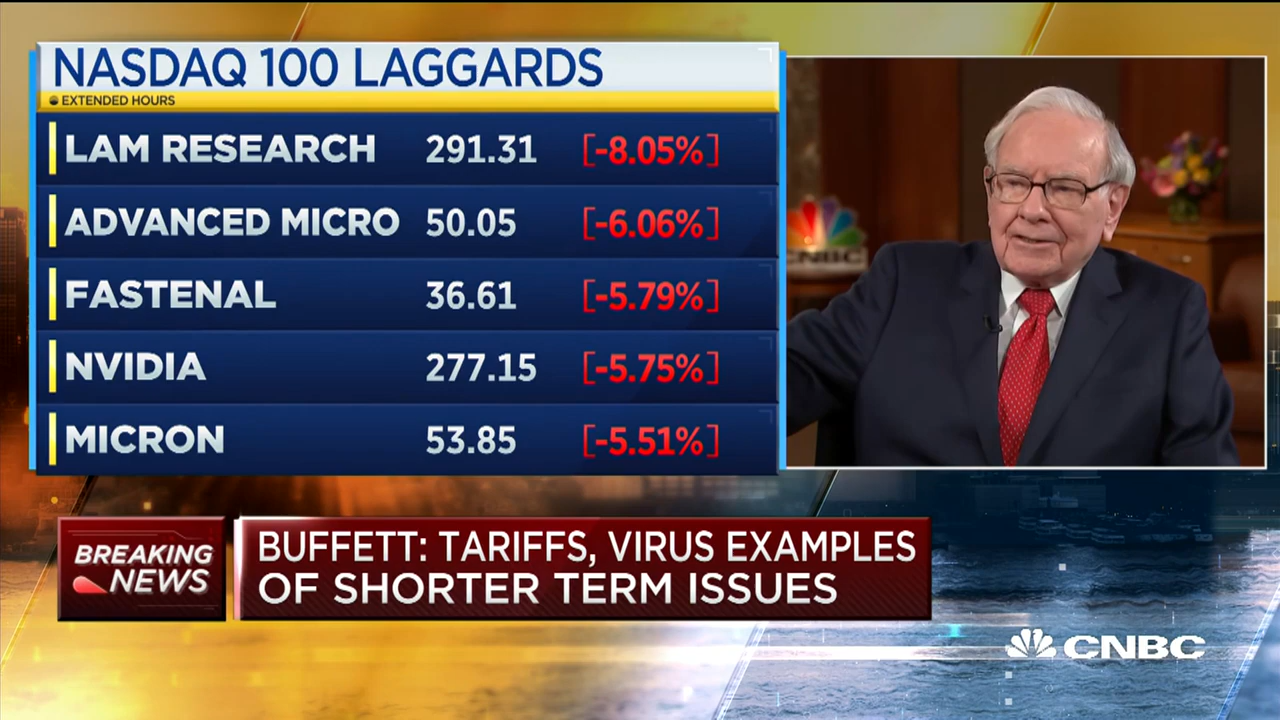 NASDAQ 100 LAGGARDS
EXTENDED HOURS
LAM RESEARCH 291.31 [-8.05%]
ADVANCED MICRO 50.05 [-6.06%]
FASTENAL 36.61 [-5.79%]
NVIDIA 277.15 [-5.75%]
MICRON 53.85 [-5.51%]
CNBC
BREAKING NEWS
BUFFETT: TARIFFS, VIRUS EXAMPLES
OF SHORTER TERM ISSUES
CNBC